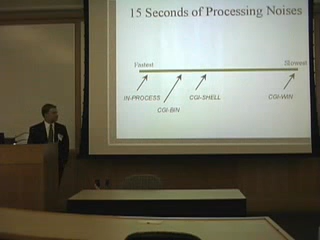 15 Seconds of Processing Noises
Fastest Slowest
IN-PROCESS CGI-SHELL CGI-WIN
CGI-BIN